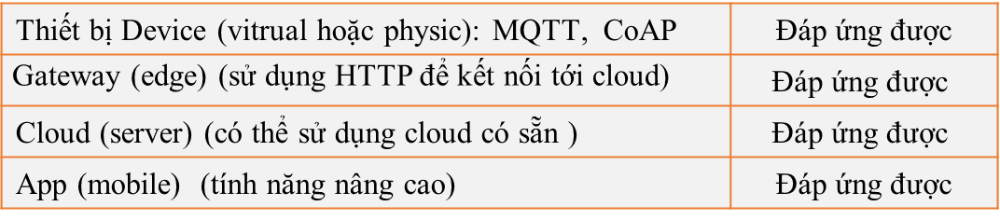 Thiết bị Device (vitrual hoặc physic): MQTT, CoAP
Đáp ứng được
Gateway (edge) (sử dụng HTTP để kết nối tới cloud)
Đáp ứng được
Cloud (server) (có thể sử dụng cloud có sẵn )
Đáp ứng được
App (mobile) (tính năng nâng cao)
Đáp ứng được